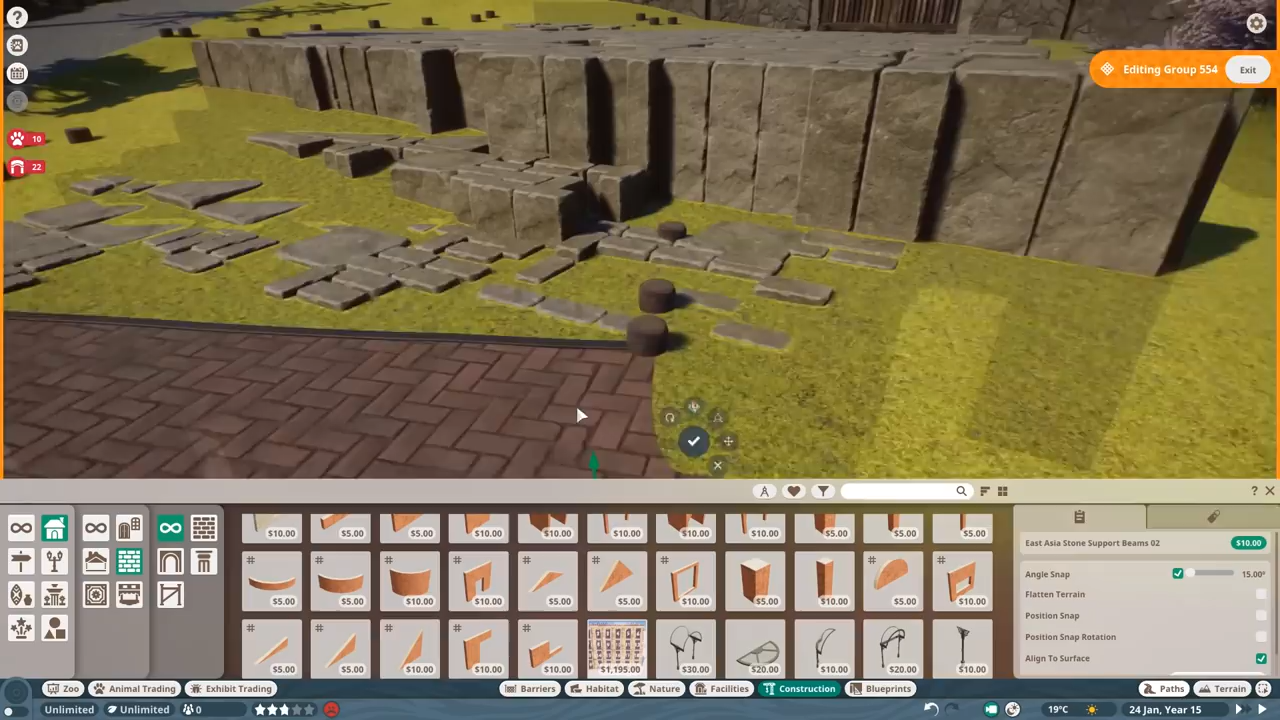 ?
Editing Group 554
Exit
10
22
? ×
$10.00
$5.00
$5.00
$10.00
$10.00
$10.00
$10.00
$10.00
$5.00
$5.00
$5.00
East Asia Stone Support Beams 02
$10.00
Angle Snap
15.00°
Flatten Terrain
Position Snap
Position Snap Rotation
Align To Surface
#
$5.00
#
$5.00
#
$10.00
#
$10.00
#
$5.00
#
$5.00
#
$10.00
$5.00
$10.00
#
$5.00
#
$10.00
#
$5.00
#
$5.00
#
$10.00
#
$10.00
#
$10.00
$1,195.00
$30.00
$20.00
$10.00
$20.00
$10.00
Zoo
Animal Trading
Exhibit Trading
Barriers
Habitat
Nature
Facilities
Construction
Blueprints
Paths
Terrain
Unlimited
Unlimited
0
19°C
24 Jan, Year 15